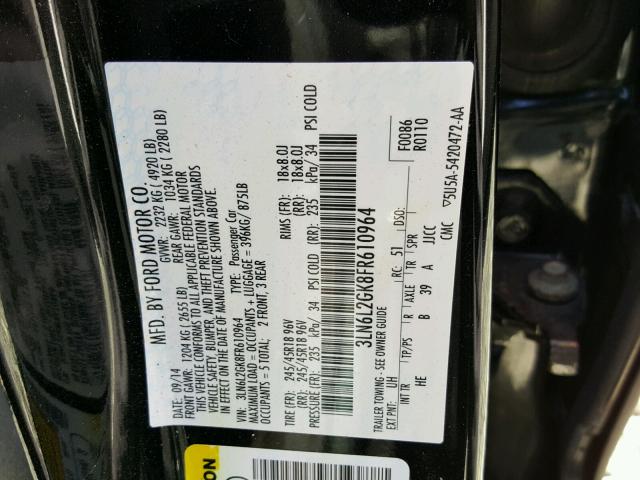 MFD. BY FORD MOTOR CO.
DATE: 09/14 GVWR: 2232 KG ( 4920 LB)
FRONT GAWR: 1204 KG (2655 LB) REAR GAWR: 1034 KG ( 2280 LB)
THIS VEHICLE CONFORMS TO ALL APPLICABLE FEDERAL MOTOR
VEHICLE SAFETY, BUMPER, AND THEFT PREVENTION STANDARDS
IN EFFECT ON THE DATE OF MANUFACTURE SHOWN ABOVE.
VIN: 3LN6L2GK8FR610964 TYPE: Passenger Car
MAXIMUM LOAD = OCCUPANTS + LUGGAGE = 396KG/ 875LB
OCCUPANTS = 5 TOTAL: 2 FRONT, 3 REAR
TIRE (FR): 245/45R18 96V RIMS (FR): 18x8.0J
(RR): 245/45R18 96V (RR): 18x8.0J
PRESSURE (FR): 235 kPa/ 34 PSI COLD (RR): 235 kPa/ 34 PSI COLD
3LN6L2GK8FR610964
F0086
R0110
TRAILER TOWING - SEE OWNER GUIDE
EXT PNT: UH RC: 51 DSO:
INT TR TP/PS R AXLE TR SPR
HE L B 39 A JJCC
CMC ▽5U5A-5420472-AA
ON